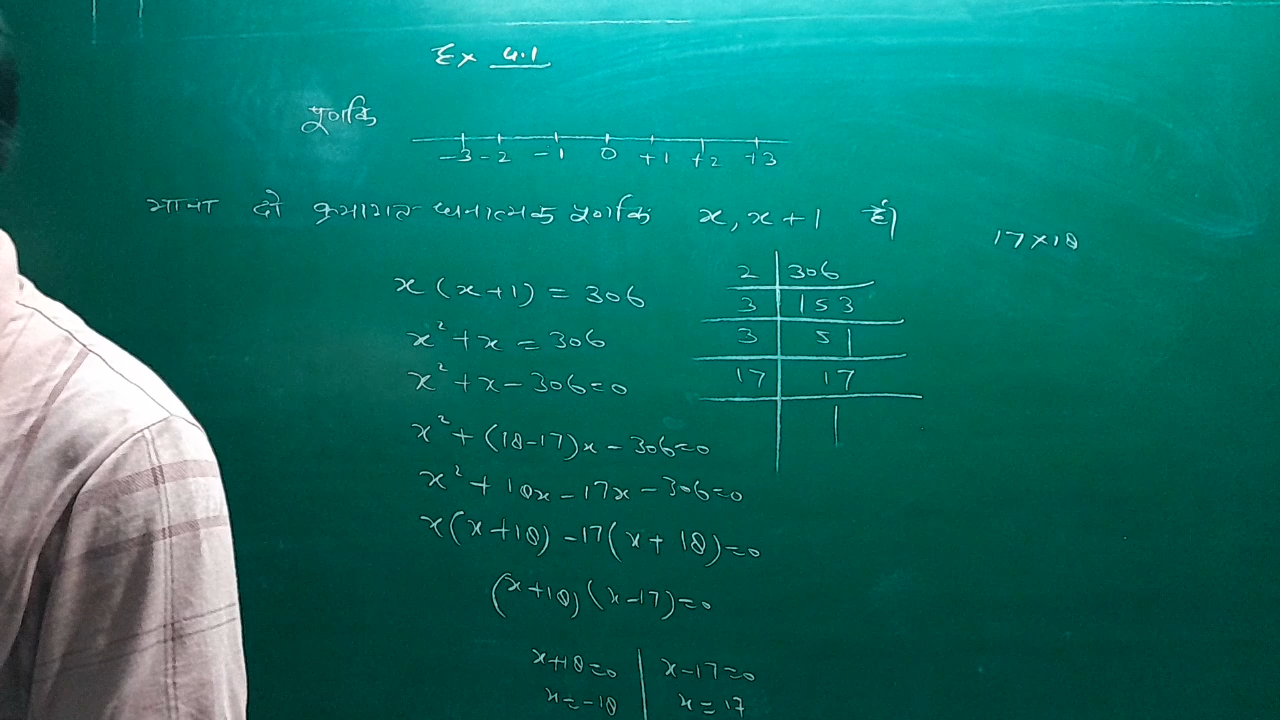 Ex 4.1
पूर्णांक
-3 -2 -1 0 +1 +2 +3
माना दो क्रमागत धनात्मक पूर्णांक x, x+1 हैं।
17×18
x(x+1) = 306
x²+x = 306
x²+x-306=0
x²+(18-17)x-306=0
x²+18x-17x-306=0
x(x+18)-17(x+18)=0
(x+18)(x-17)=0
x+18=0 | x-17=0
x=-18 | x=17
2 | 306
3 | 153
3 | 51
17 | 17
| 1